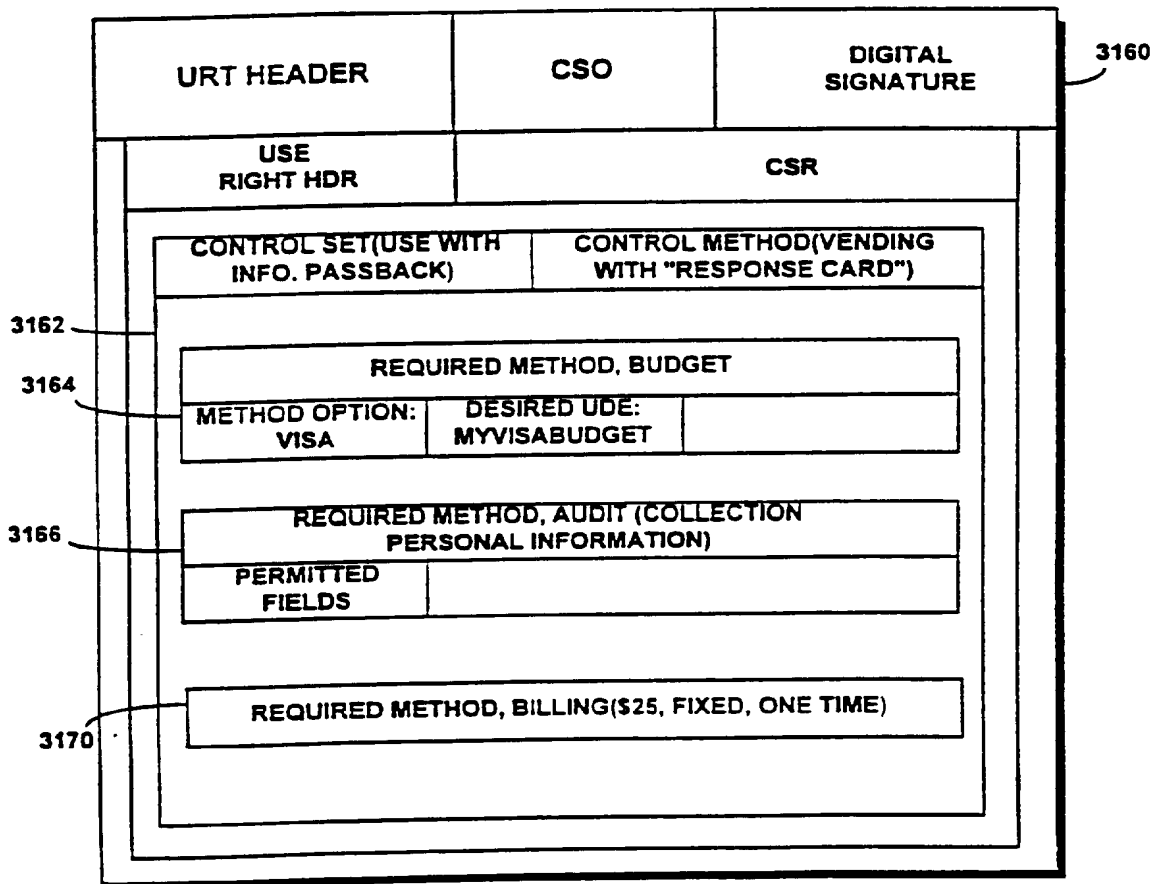 URT HEADER
CSO
DIGITAL
SIGNATURE
3160
USE
RIGHT HDR
CSR
CONTROL SET(USE WITH
INFO. PASSBACK)
CONTROL METHOD(VENDING
WITH "RESPONSE CARD")
3162
REQUIRED METHOD, BUDGET
3164
METHOD OPTION:
VISA
DESIRED UDE:
MYVISABUDGET
REQUIRED METHOD, AUDIT (COLLECTION
PERSONAL INFORMATION)
3166
PERMITTED
FIELDS
REQUIRED METHOD, BILLING($25, FIXED, ONE TIME)
3170